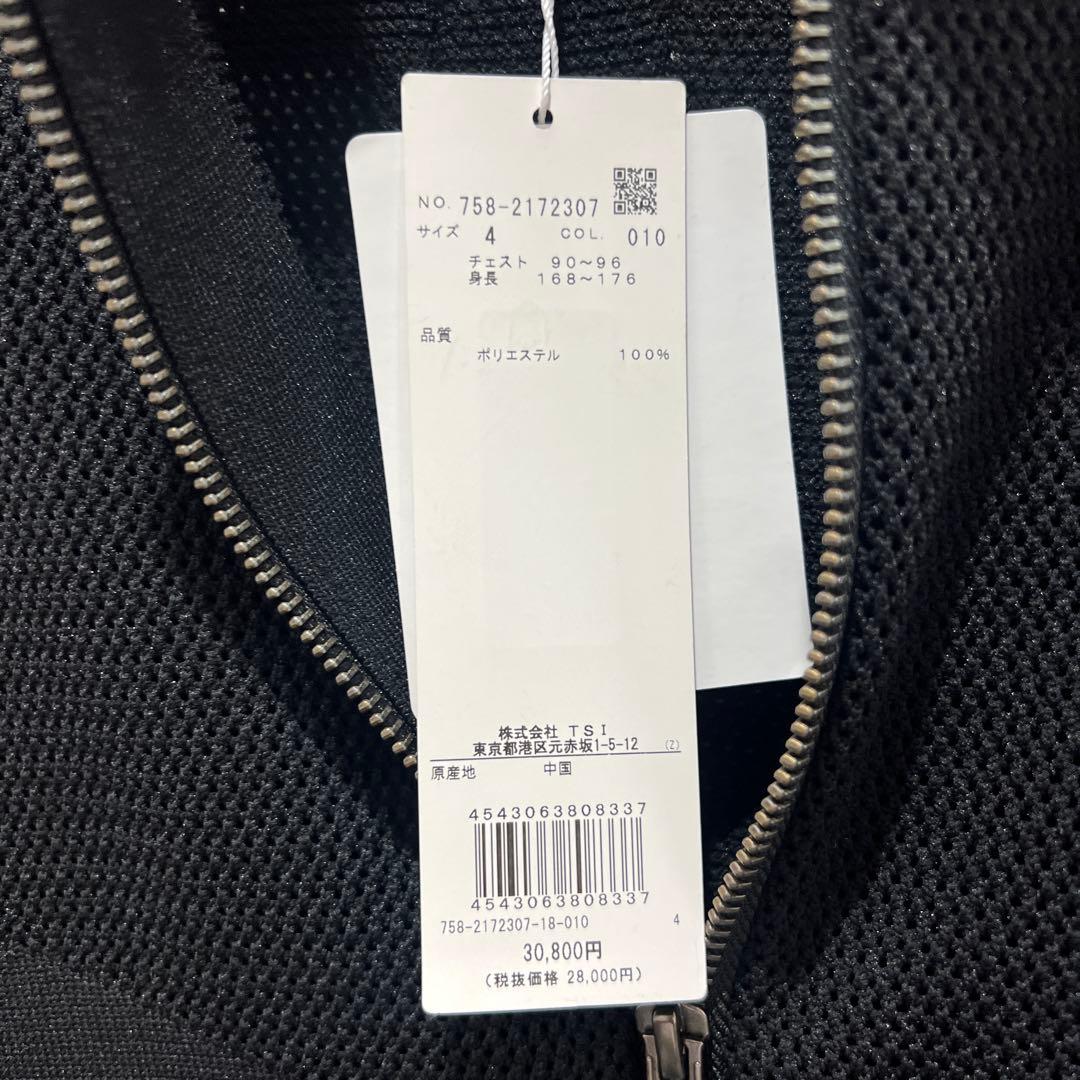 NO. 758-2172307
サイズ 4 COL. 010
チェスト 90～96
身長 168～176
品質
ポリエステル 100%
株式会社 TSI
東京都港区元赤坂1-5-12 (Z)
原産地 中国
4543063808337
4543063808337
758-2172307-18-010 4
30,800円
(税抜価格 28,000円)